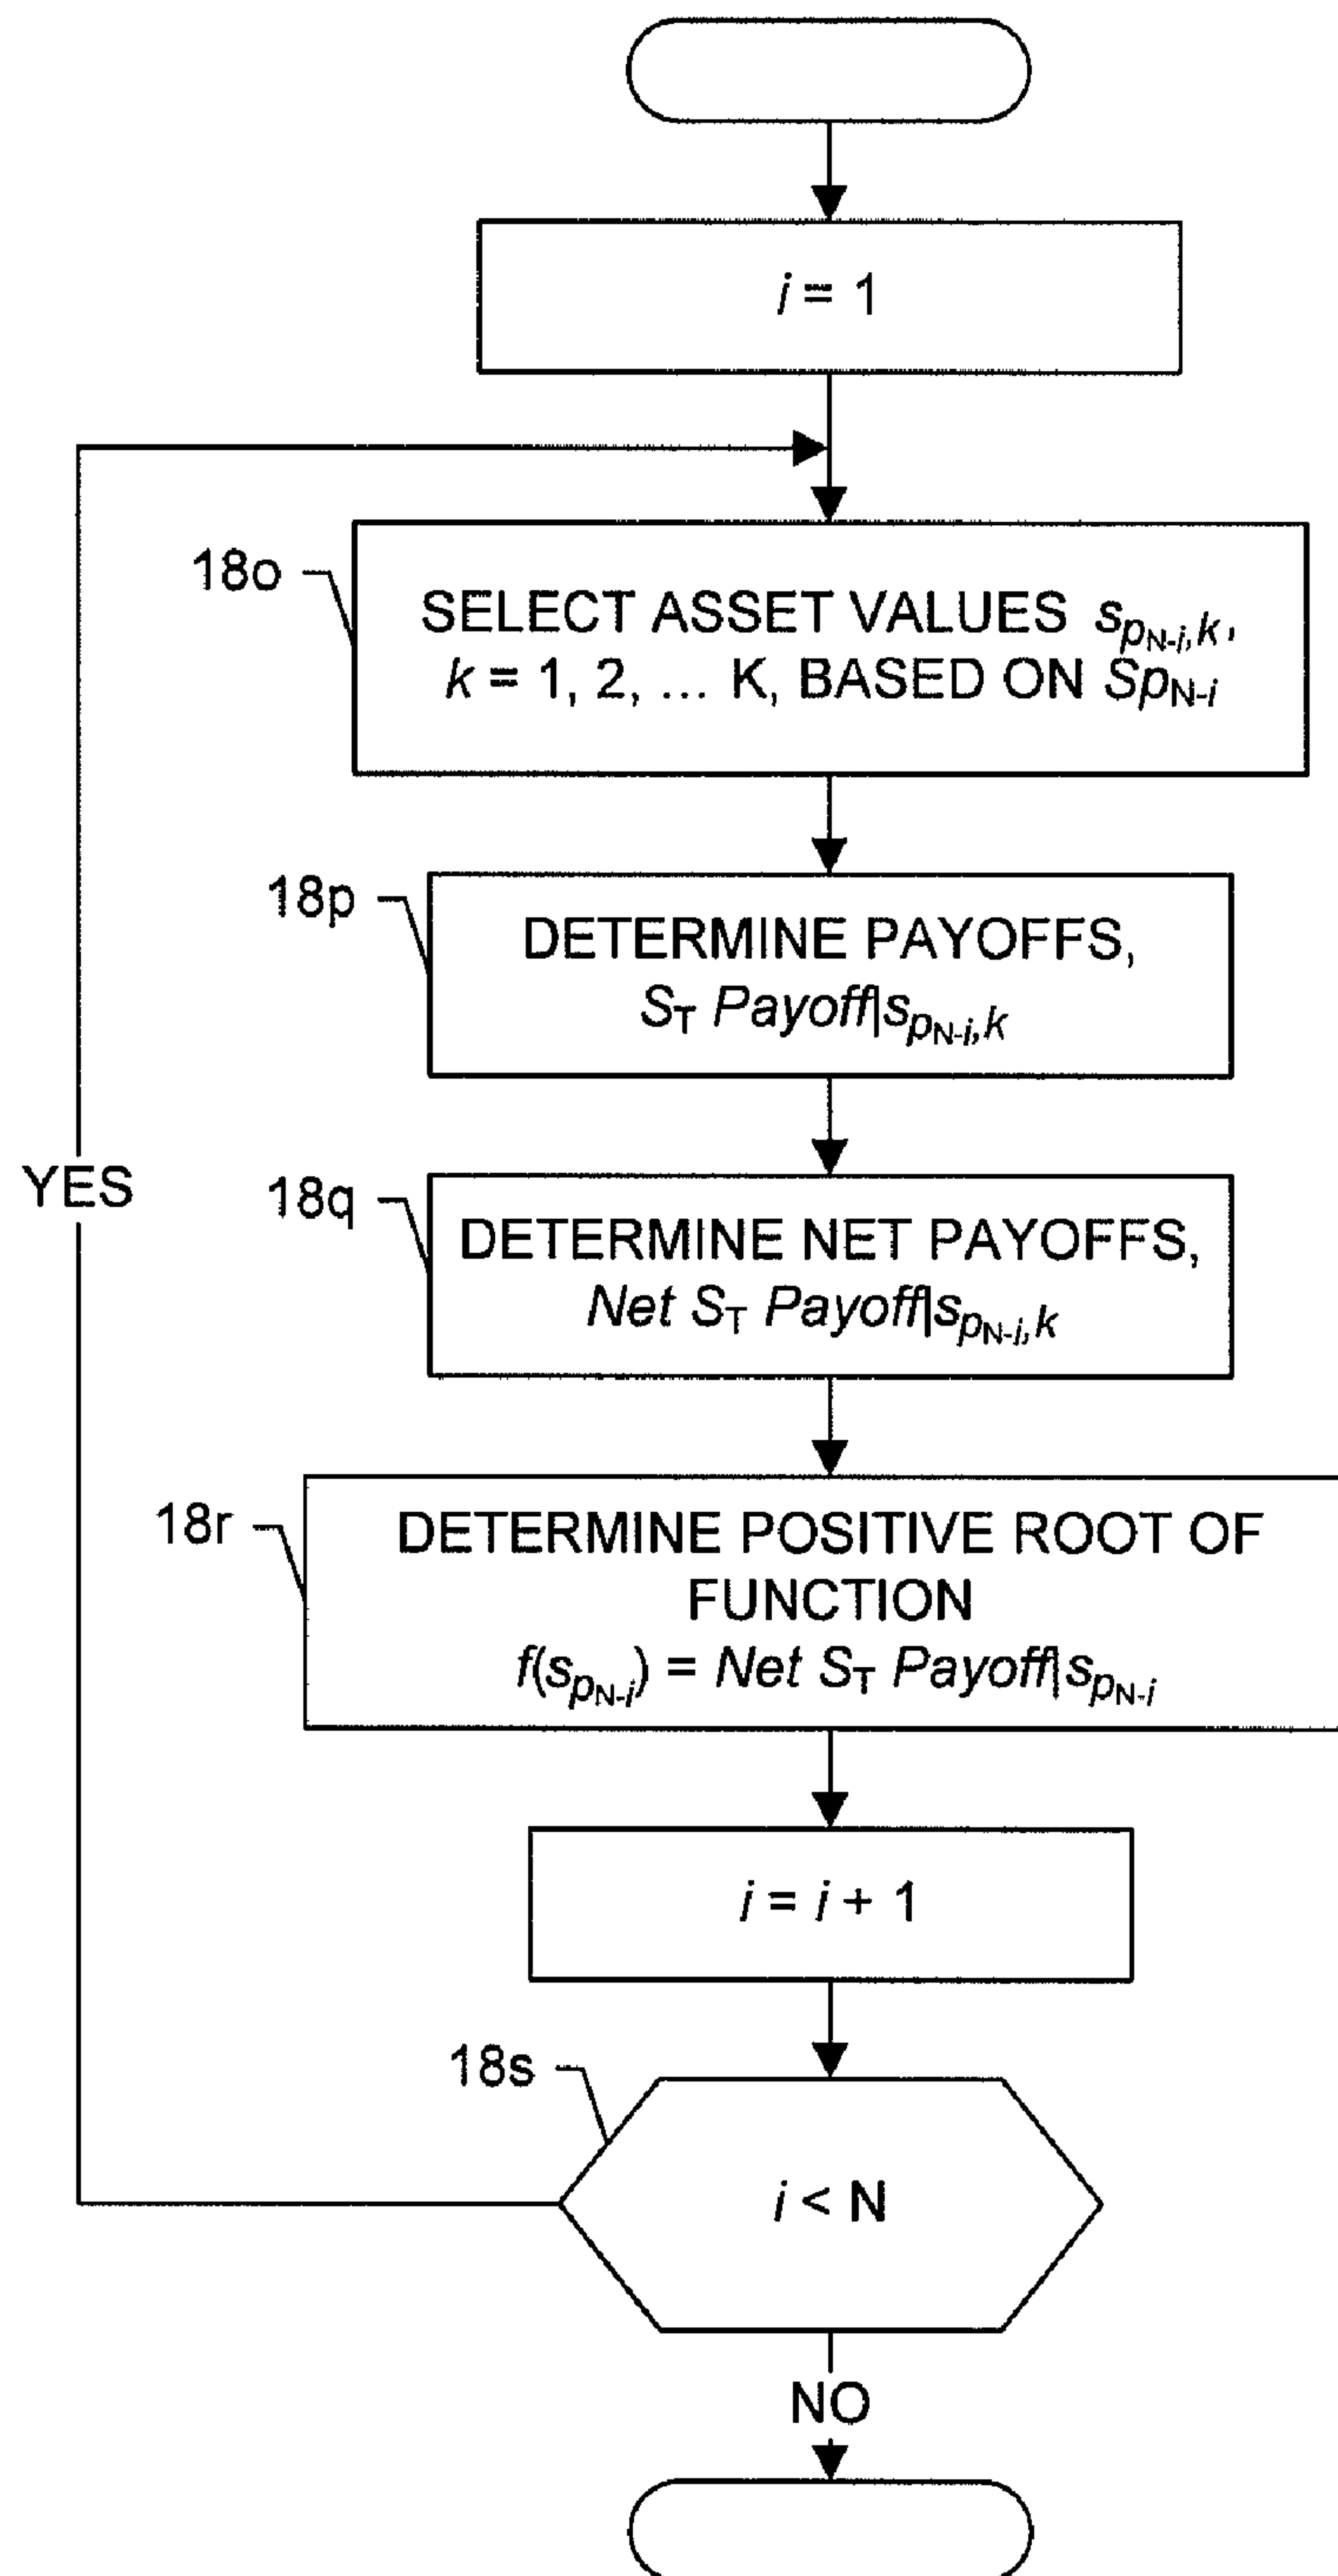 i = 1
18o
SELECT ASSET VALUES s_{p_{N-i},k},
k = 1, 2, ... K, BASED ON Sp_{N-i}
18p
DETERMINE PAYOFFS,
S_T Payoff|s_{p_{N-i},k}
YES
18q
DETERMINE NET PAYOFFS,
Net S_T Payoff|s_{p_{N-i},k}
18r
DETERMINE POSITIVE ROOT OF
FUNCTION
f(s_{p_{N-i}}) = Net S_T Payoff|s_{p_{N-i}}
i = i + 1
18s
i < N
NO